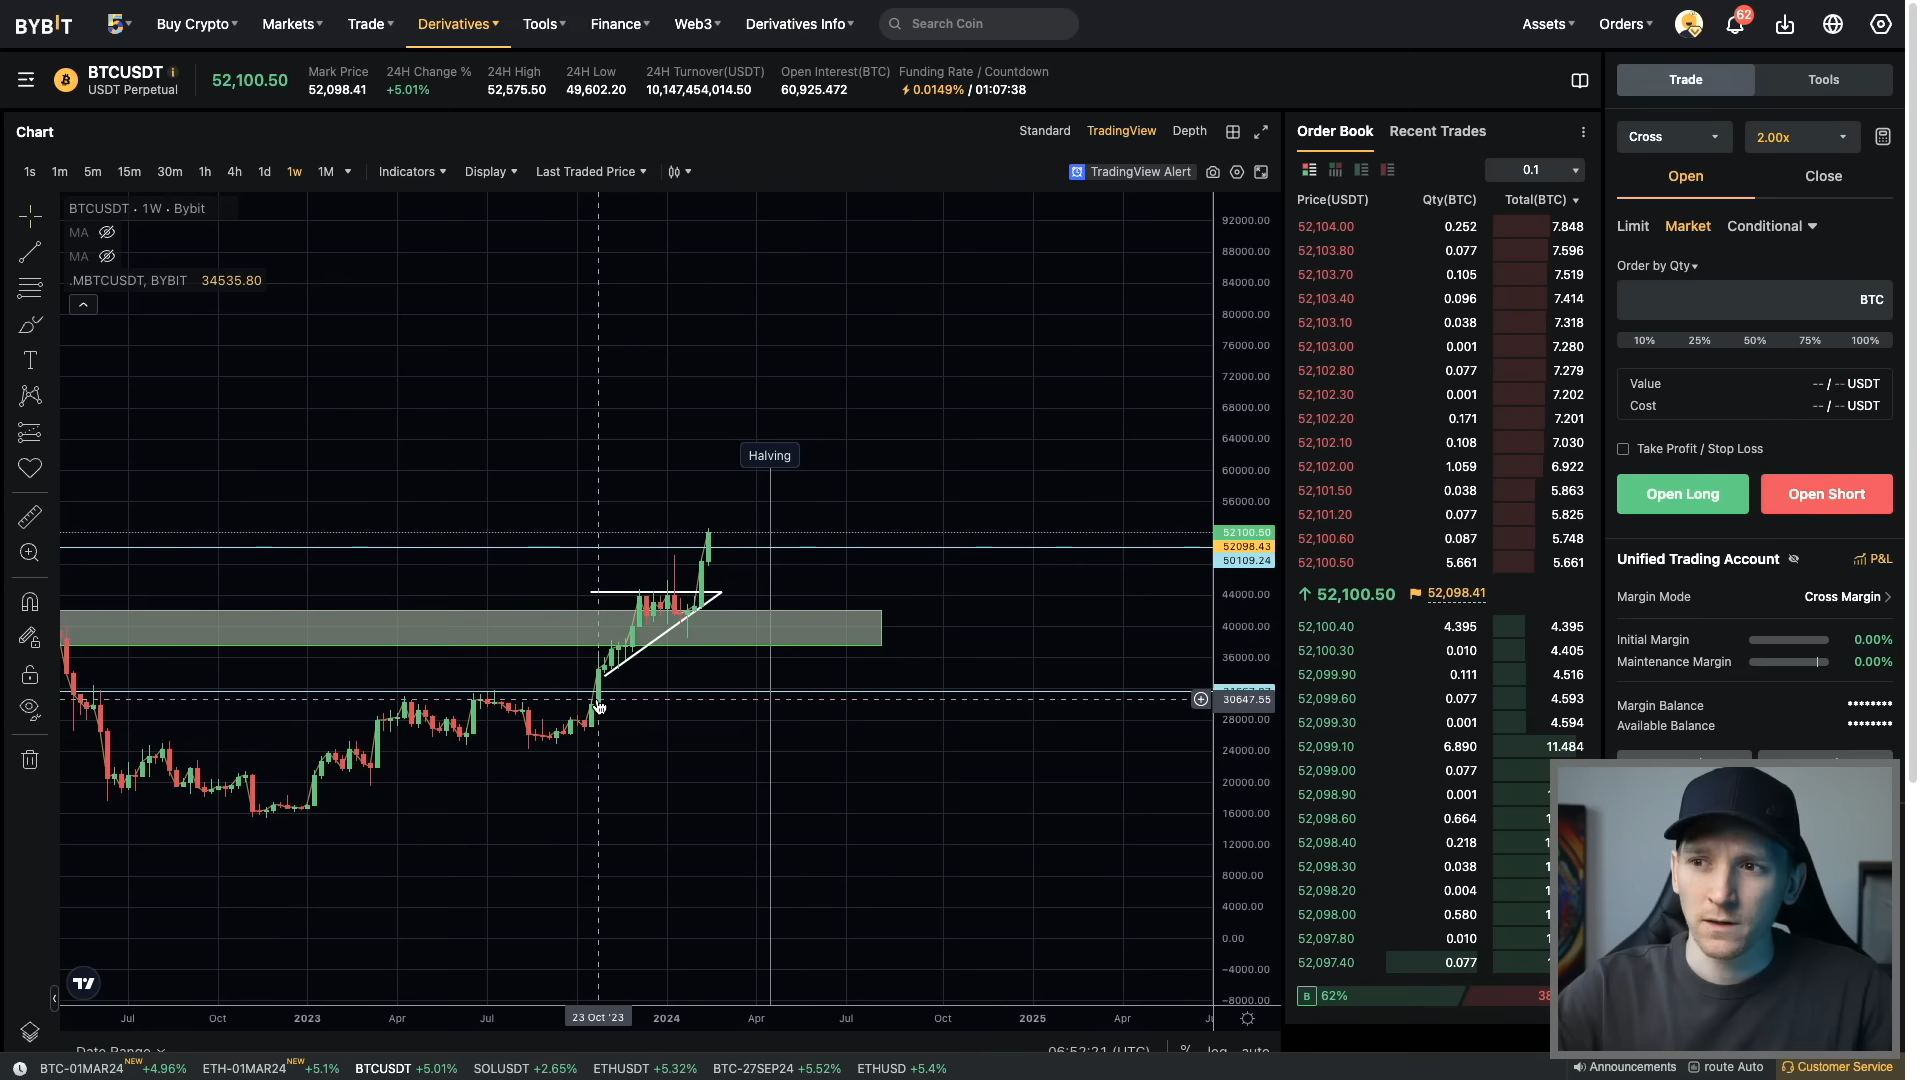 BYBIT
Buy Crypto
Markets
Trade
Derivatives
Tools
Finance
Web3
Derivatives Info
Search Coin
Assets
Orders
62
BTCUSDT
USDT Perpetual
52,100.50
Mark Price
52,098.41
24H Change %
+5.01%
24H High
52,575.50
24H Low
49,602.20
24H Turnover(USDT)
10,147,454,014.50
Open Interest(BTC)
60,925.472
Funding Rate / Countdown
0.0149% / 01:07:38
Trade
Tools
Chart
Standard
TradingView
Depth
1s 1m 5m 15m 30m 1h 4h 1d 1w 1M
Indicators
Display
Last Traded Price
TradingView Alert
BTCUSDT · 1W · Bybit
MA
MA
.MBTCUSDT, BYBIT 34535.80
Halving
92000.00
88000.00
84000.00
80000.00
76000.00
72000.00
68000.00
64000.00
60000.00
56000.00
52100.50
52098.43
50109.24
44000.00
40000.00
36000.00
30647.55
28000.00
24000.00
20000.00
16000.00
12000.00
8000.00
4000.00
0.00
−4000.00
−8000.00
Jul Oct 2023 Apr Jul 23 Oct '23 2024 Apr Jul Oct 2025 Apr
Date Range
06:52:21 (UTC) % log auto
Order Book
Recent Trades
0.1
Price(USDT) Qty(BTC) Total(BTC)
52,104.00 0.252 7.848
52,103.80 0.077 7.596
52,103.70 0.105 7.519
52,103.40 0.096 7.414
52,103.10 0.038 7.318
52,103.00 0.001 7.280
52,102.80 0.077 7.279
52,102.30 0.001 7.202
52,102.20 0.171 7.201
52,102.10 0.108 7.030
52,102.00 1.059 6.922
52,101.50 0.038 5.863
52,101.20 0.077 5.825
52,100.60 0.087 5.748
52,100.50 5.661 5.661
52,100.50 52,098.41
52,100.40 4.395 4.395
52,100.30 0.010 4.405
52,099.90 0.111 4.516
52,099.60 0.077 4.593
52,099.30 0.001 4.594
52,099.10 6.890 11.484
52,099.00 0.077
52,098.90 0.001
52,098.60 0.664
52,098.40 0.218
52,098.30 0.038
52,098.20 0.004
52,098.00 0.580
52,097.80 0.010
52,097.40 0.077
B 62%
38
Cross
2.00x
Open
Close
Limit
Market
Conditional
Order by Qty
BTC
10% 25% 50% 75% 100%
Value -- / -- USDT
Cost -- / -- USDT
Take Profit / Stop Loss
Open Long
Open Short
Unified Trading Account
P&L
Margin Mode
Cross Margin
Initial Margin 0.00%
Maintenance Margin 0.00%
Margin Balance ********
Available Balance ********
BTC-01MAR24 NEW +4.96%
ETH-01MAR24 NEW +5.1%
BTCUSDT +5.01%
SOLUSDT +2.65%
ETHUSDT +5.32%
BTC-27SEP24 +5.52%
ETHUSD +5.4%
Announcements
route Auto
Customer Service